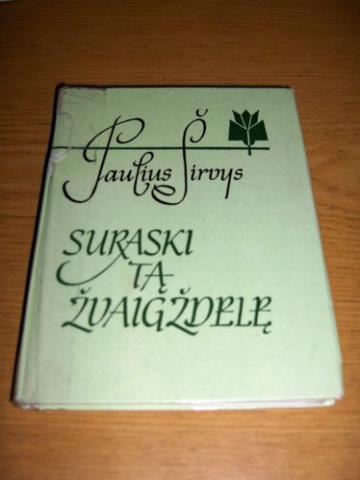 Paulius Širvys
SURASKI
TĄ
ŽVAIGŽDELĘ